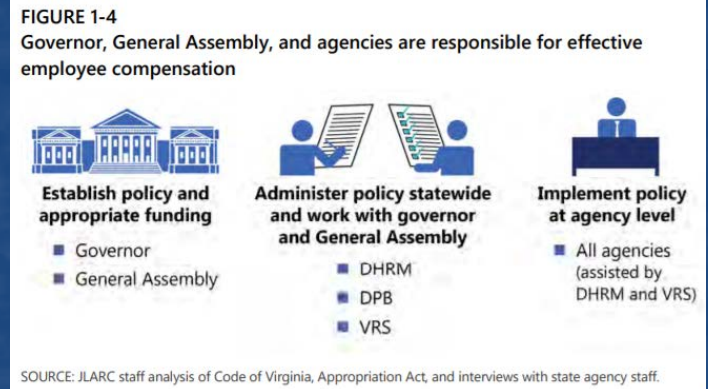 FIGURE 1-4
Governor, General Assembly, and agencies are responsible for effective
employee compensation
Establish policy and
appropriate funding
Governor
General Assembly
Administer policy statewide
and work with governor
and General Assembly
DHRM
DPB
VRS
Implement policy
at agency level
All agencies
(assisted by
DHRM and VRS)
SOURCE: JLARC staff analysis of Code of Virginia, Appropriation Act, and interviews with state agency staff.